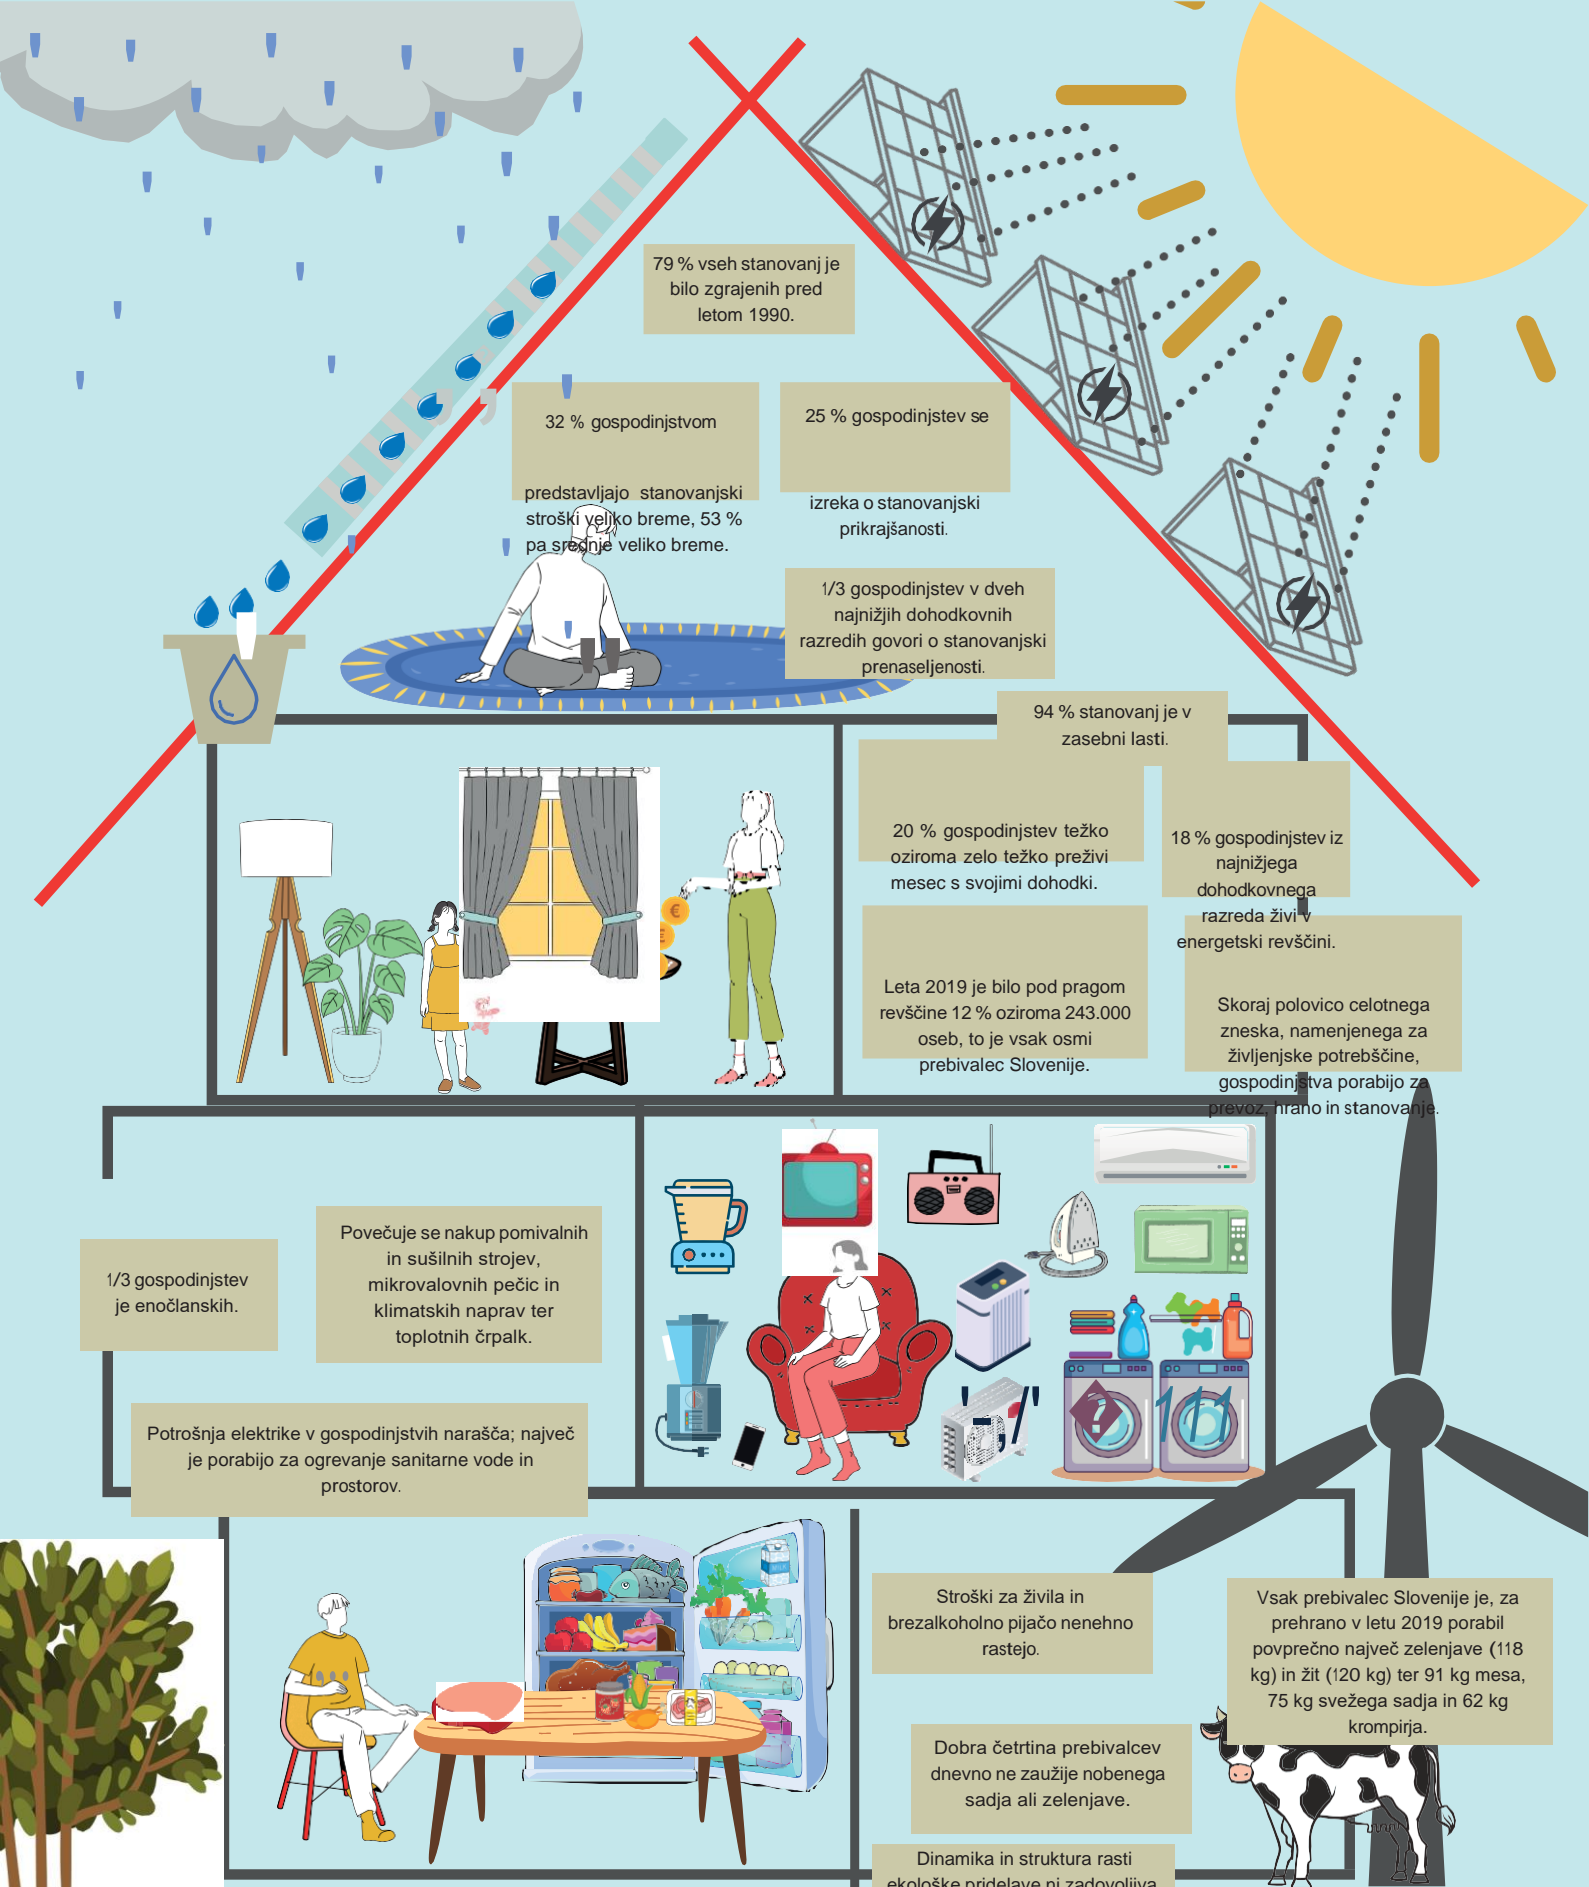 79 % vseh stanovanj je
bilo zgrajenih pred
letom 1990.
32 % gospodinjstvom
predstavljajo stanovanjski
stroški veliko breme, 53 %
pa srednje veliko breme.
25 % gospodinjstev se
izreka o stanovanjski
prikrajšanosti.
1/3 gospodinjstev v dveh
najnižjih dohodkovnih
razredih govori o stanovanjski
prenaseljenosti.
94 % stanovanj je v
zasebni lasti.
20 % gospodinjstev težko
oziroma zelo težko preživi
mesec s svojimi dohodki.
18 % gospodinjstev iz
najnižjega
dohodkovnega
razreda živi v
energetski revščini.
Leta 2019 je bilo pod pragom
revščine 12 % oziroma 243.000
oseb, to je vsak osmi
prebivalec Slovenije.
Skoraj polovico celotnega
zneska, namenjenega za
življenjske potrebščine,
gospodinjstva porabijo za
prevoz, hrano in stanovanje.
1/3 gospodinjstev
je enočlanskih.
Povečuje se nakup pomivalnih
in sušilnih strojev,
mikrovalovnih pečic in
klimatskih naprav ter
toplotnih črpalk.
Potrošnja elektrike v gospodinjstvih narašča; največ
je porabijo za ogrevanje sanitarne vode in
prostorov.
Stroški za živila in
brezalkoholno pijačo nenehno
rastejo.
Vsak prebivalec Slovenije je, za
prehrano v letu 2019 porabil
povprečno največ zelenjave (118
kg) in žit (120 kg) ter 91 kg mesa,
75 kg svežega sadja in 62 kg
krompirja.
Dobra četrtina prebivalcev
dnevno ne zaužije nobenega
sadja ali zelenjave.
Dinamika in struktura rasti
ekološke pridelave ni zadovoljiva